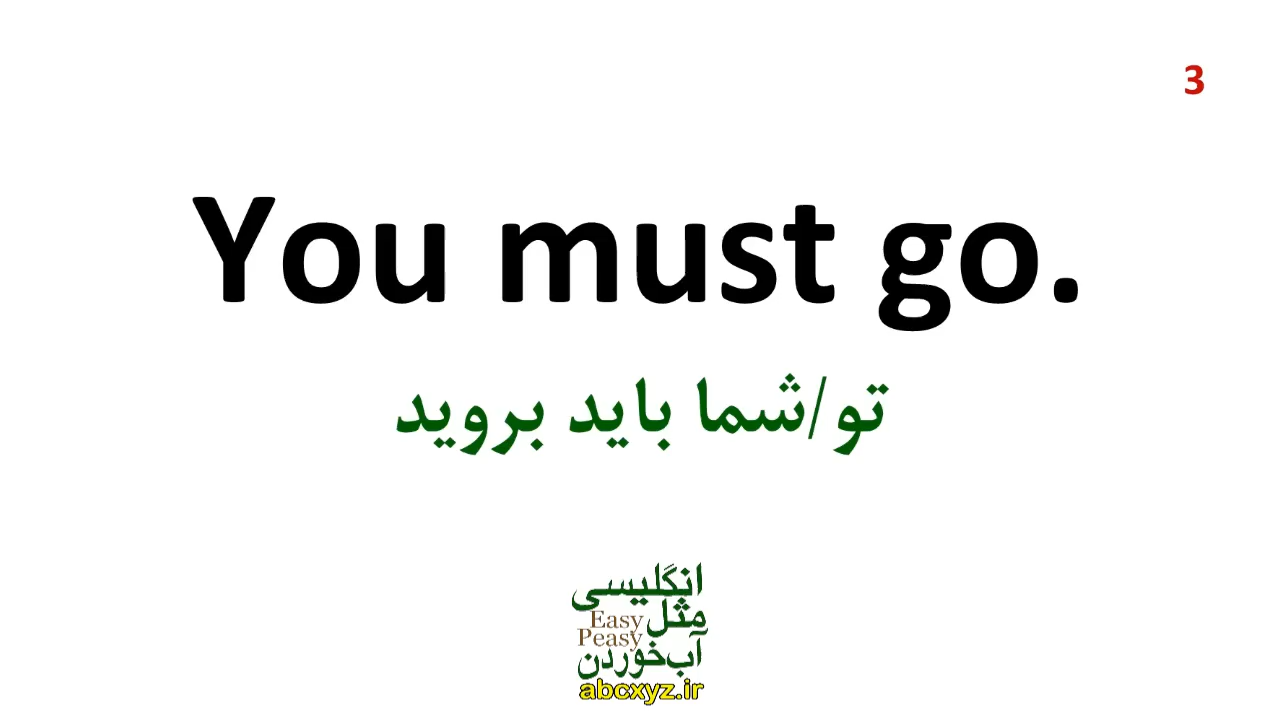 3
You must go.
تو/شما باید بروید
انگلیسی
مثل
Easy
Peasy
آب‌خوردن
abcxyz.ir